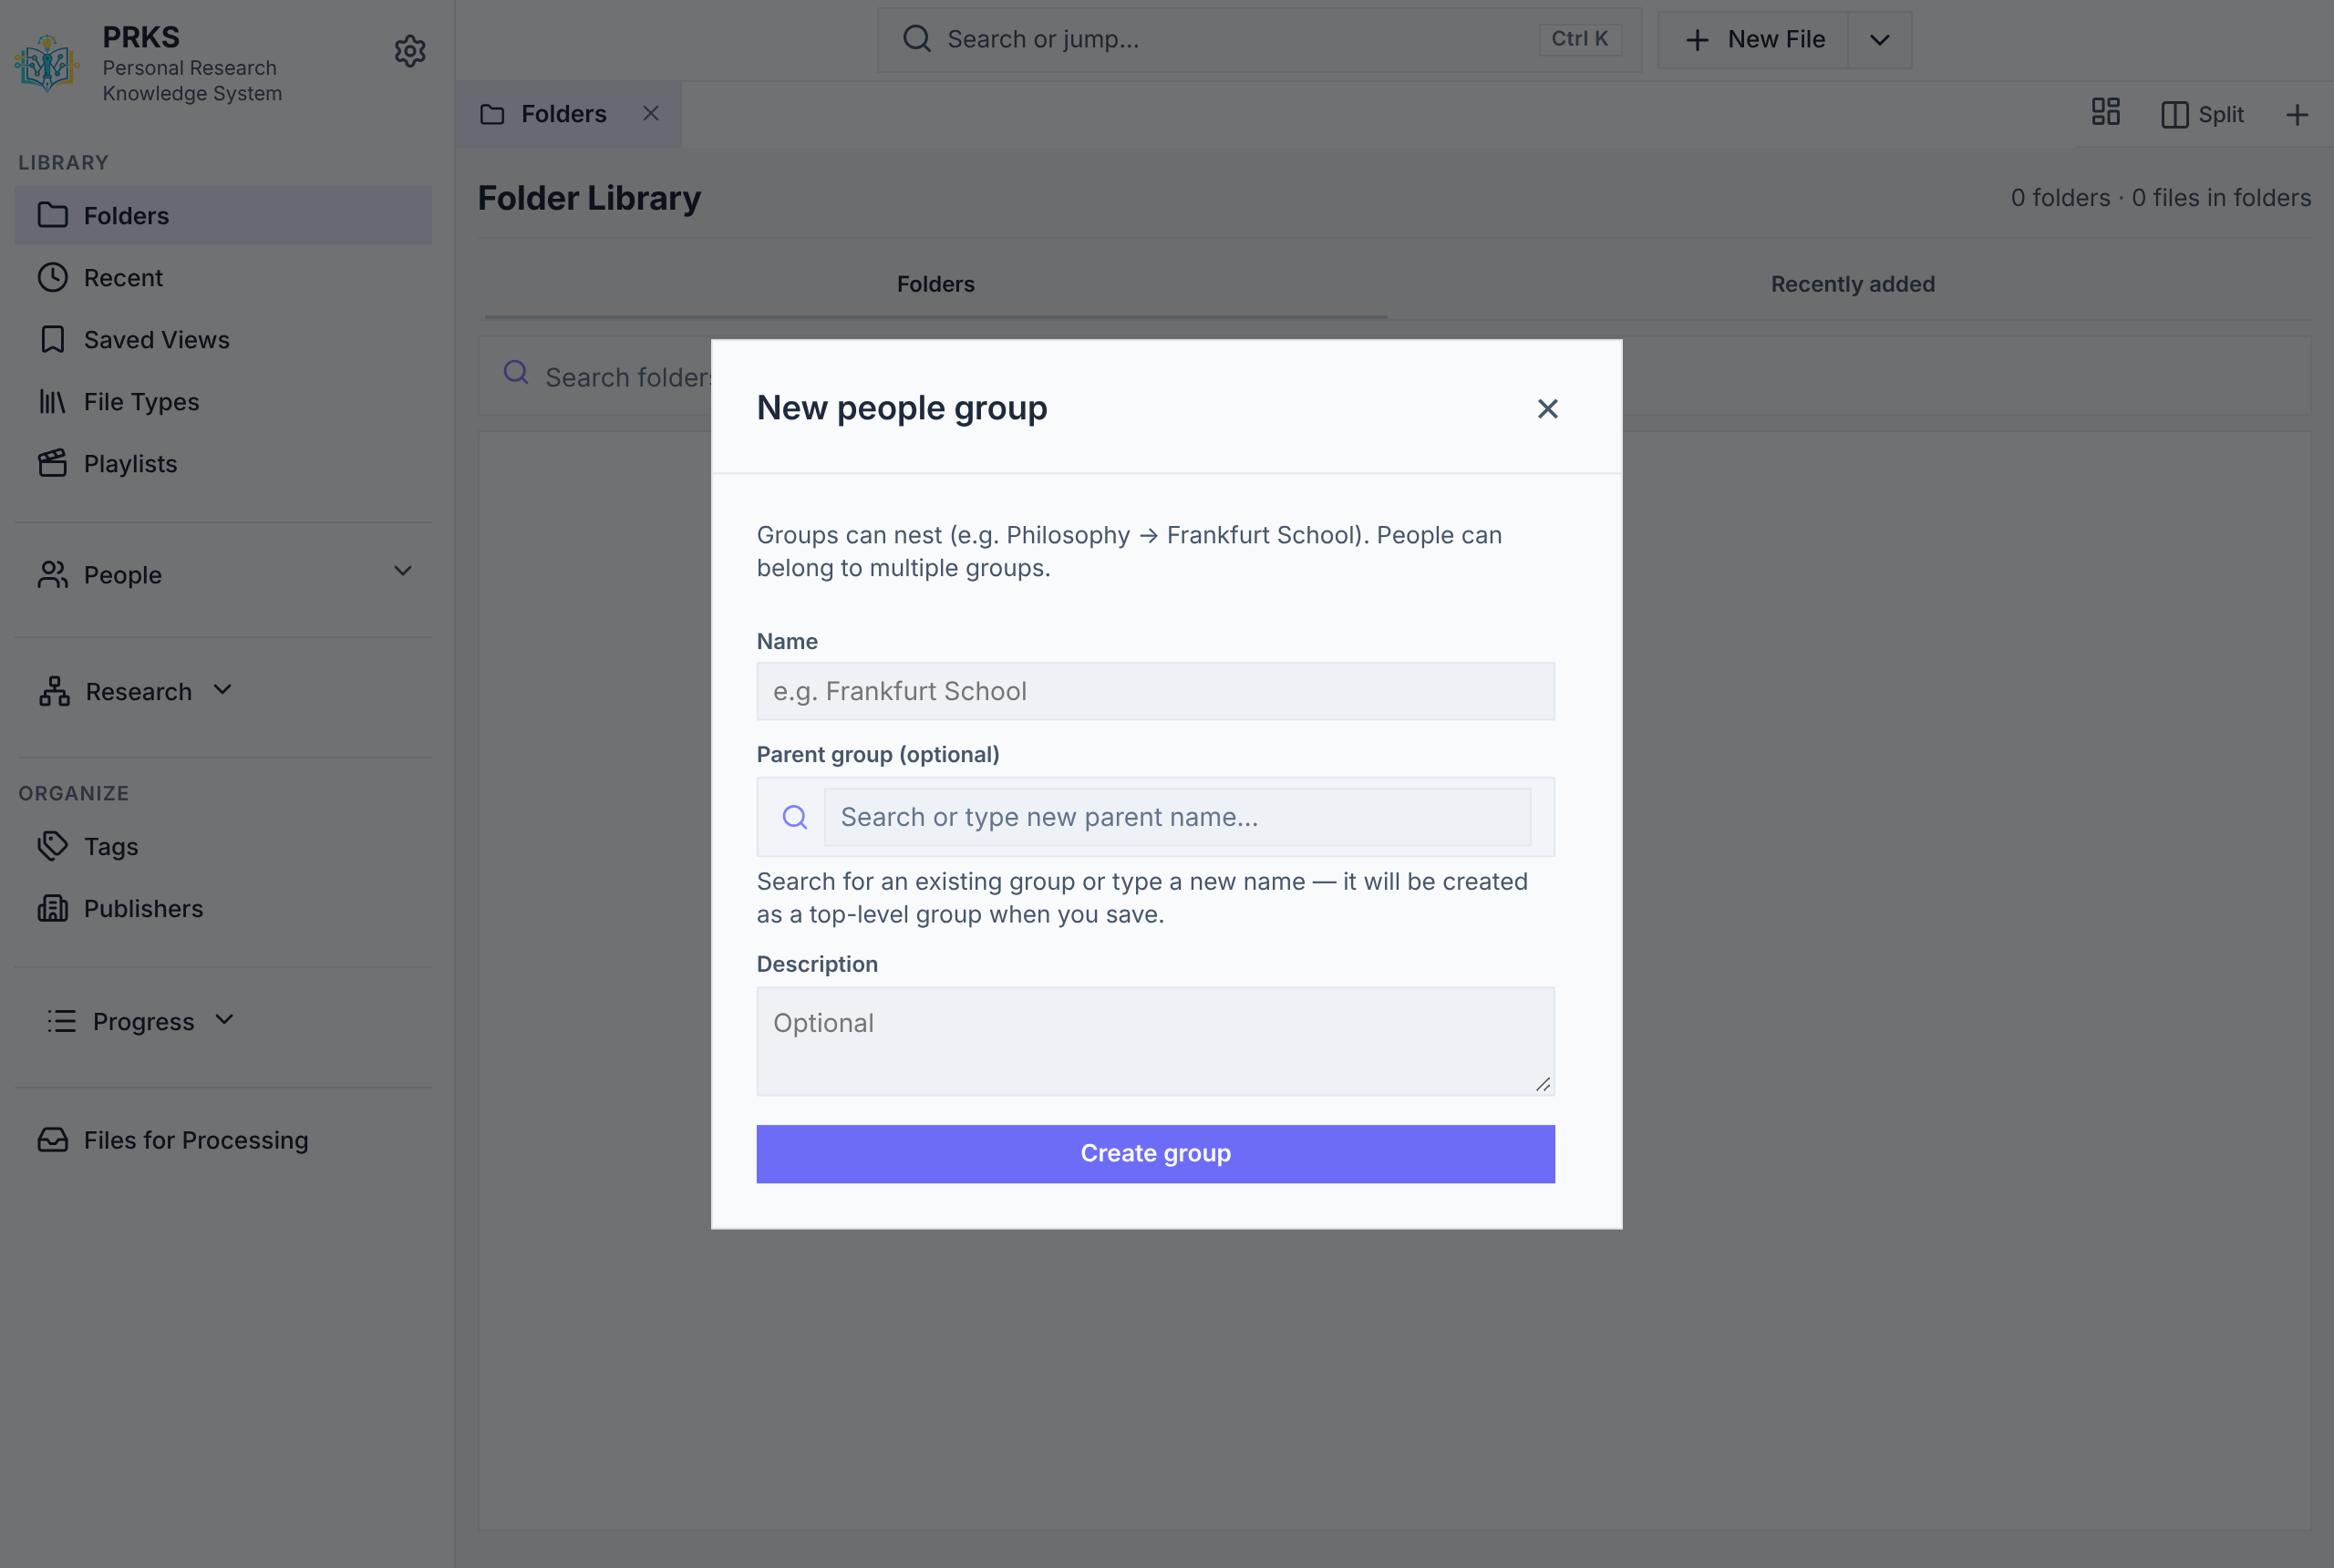 PRKS
Personal Research
Knowledge System
LIBRARY
Folders
Recent
Saved Views
File Types
Playlists
People
Research
ORGANIZE
Tags
Publishers
Progress
Files for Processing
Search or jump...
Ctrl K
New File
Folders
Split
Folder Library
0 folders · 0 files in folders
Folders
Recently added
Search folders
New people group
Groups can nest (e.g. Philosophy → Frankfurt School). People can
belong to multiple groups.
Name
e.g. Frankfurt School
Parent group (optional)
Search or type new parent name...
Search for an existing group or type a new name — it will be created
as a top-level group when you save.
Description
Optional
Create group